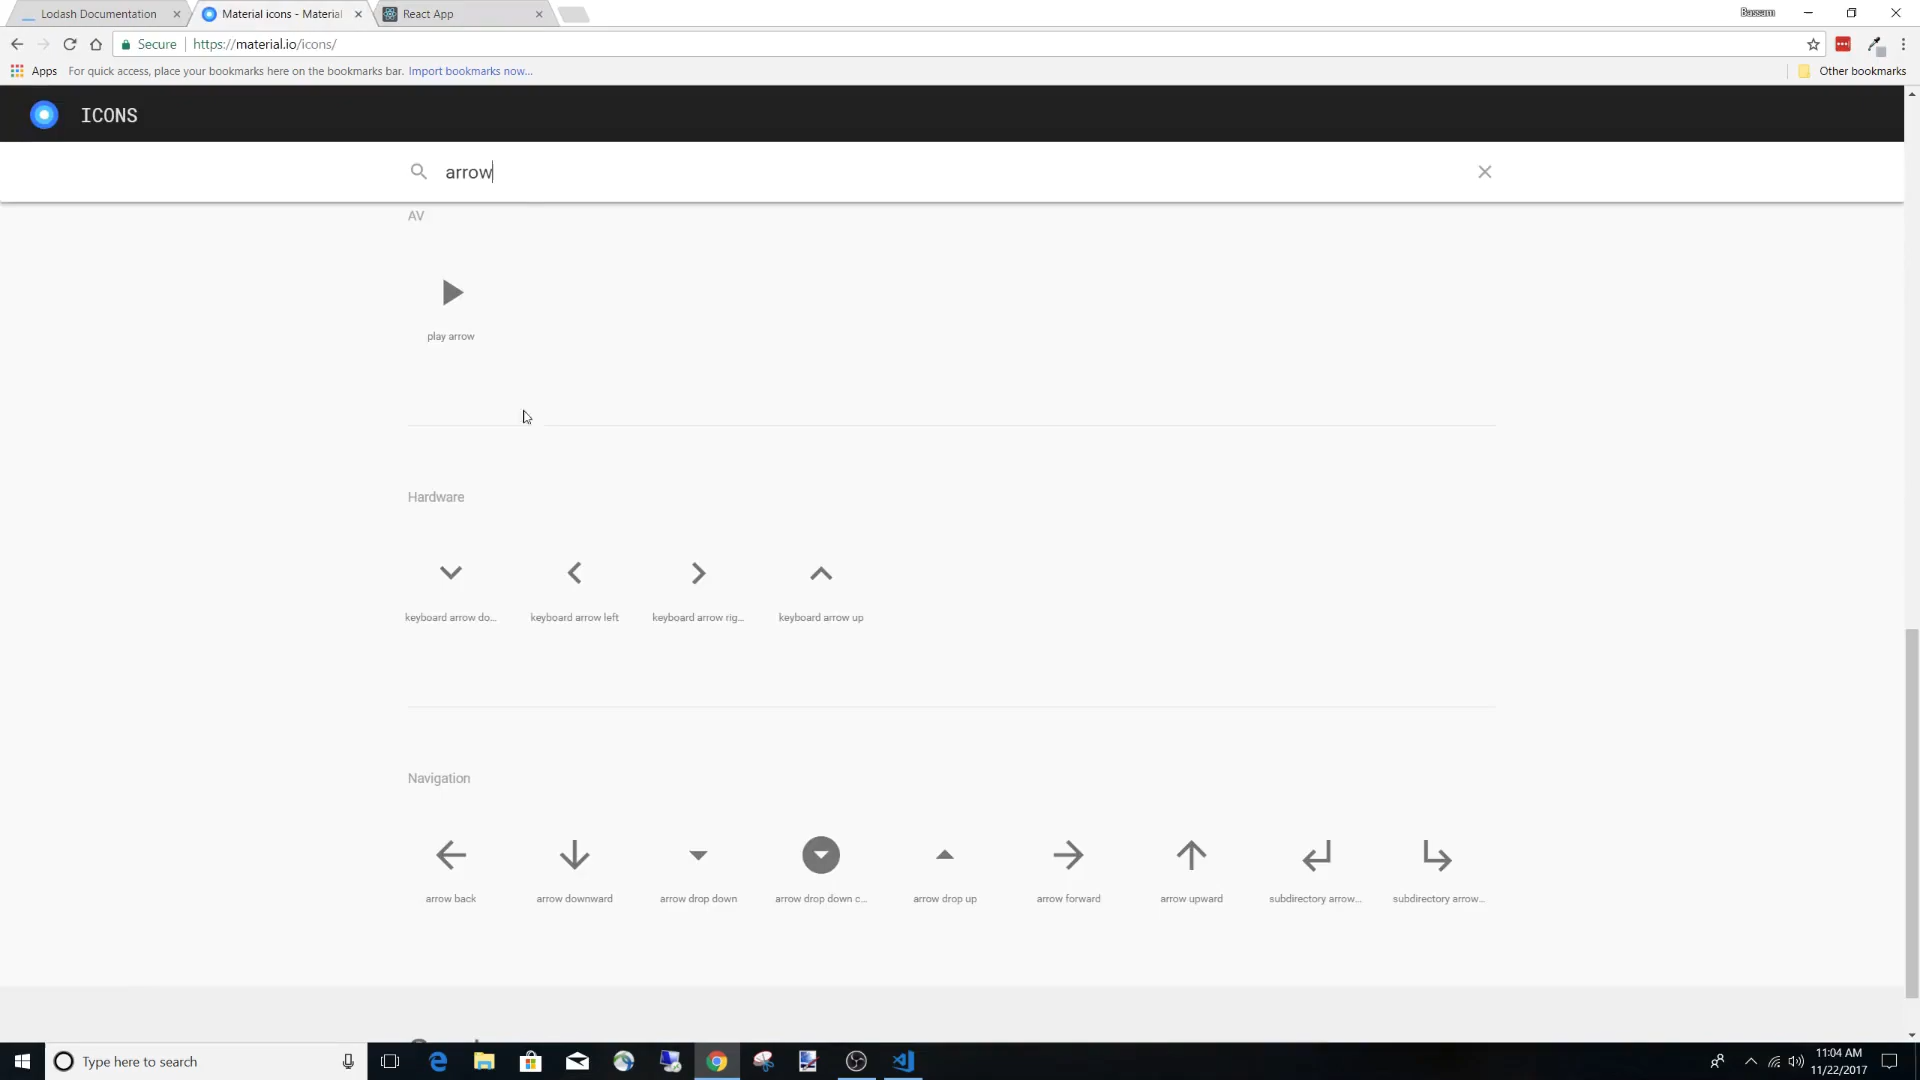 Lodash Documentation
Material icons - Material
React App
Bassam
Secure
https://material.io/icons/
Apps
For quick access, place your bookmarks here on the bookmarks bar. Import bookmarks now...
Other bookmarks
ICONS
arrow
AV
play arrow
Hardware
keyboard arrow do...
keyboard arrow left
keyboard arrow rig...
keyboard arrow up
Navigation
arrow back
arrow downward
arrow drop down
arrow drop down c...
arrow drop up
arrow forward
arrow upward
subdirectory arrow...
subdirectory arrow...
Type here to search
11:04 AM
11/22/2017